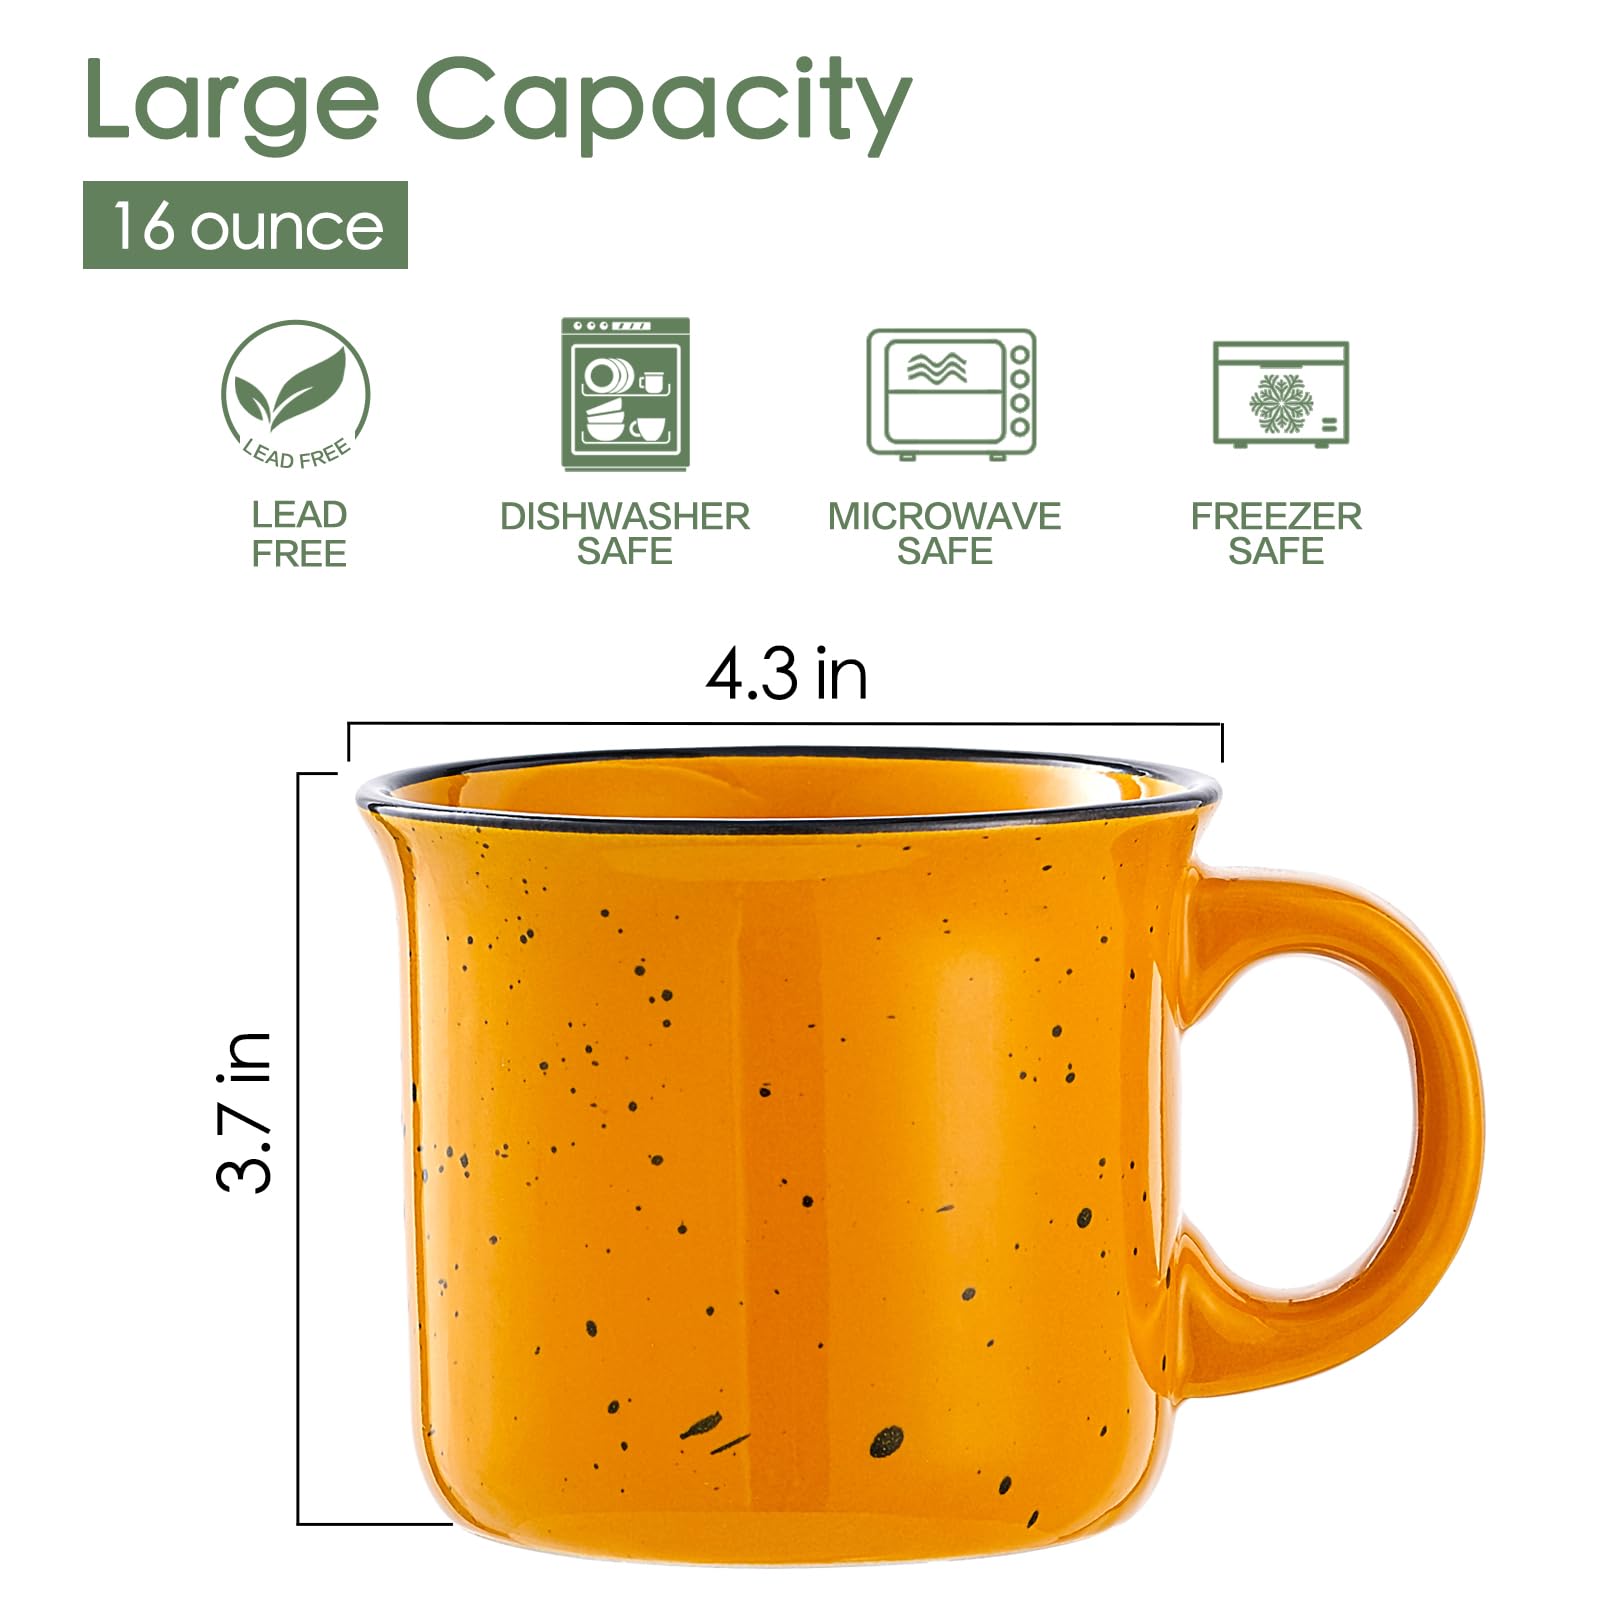 Large Capacity
16 ounce
LEAD FREE
LEAD
FREE
DISHWASHER
SAFE
MICROWAVE
SAFE
FREEZER
SAFE
4.3 in
3.7 in